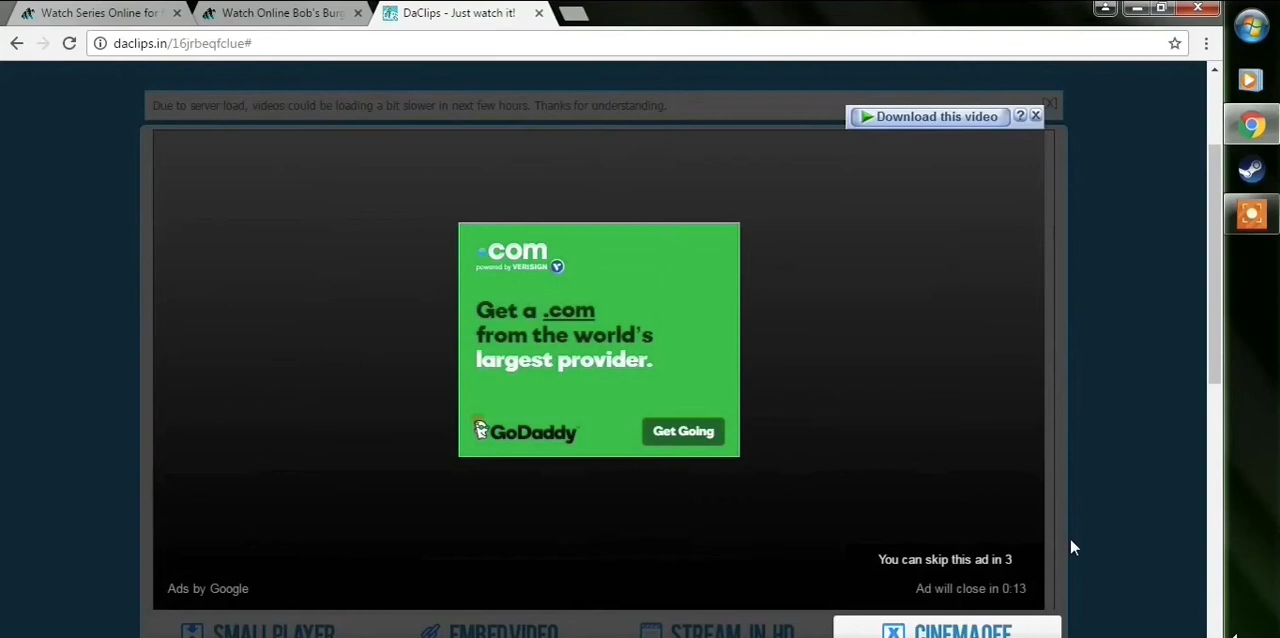 Watch Series Online for
Watch Online Bob's Burg
DaClips - Just watch it!
daclips.in/16jrbeqfclue#
Due to server load, videos could be loading a bit slower in next few hours. Thanks for understanding.
[X]
Download this video
?
X
.com
powered by VERISIGN
Get a .com
from the world's
largest provider.
GoDaddy
Get Going
You can skip this ad in 3
Ads by Google
Ad will close in 0:13
SMALL PLAYER
EMBED VIDEO
STREAM IN HD
X CINEMA OFF